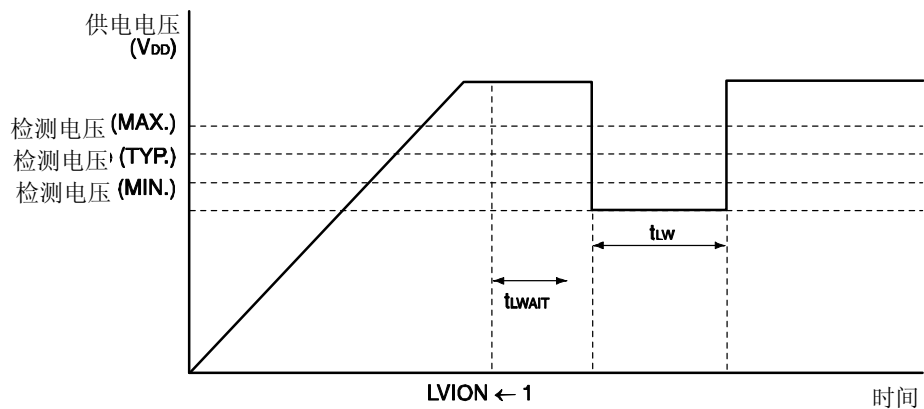 供电电压
(VDD)
检测电压 (MAX.)
检测电压 (TYP.)
检测电压 (MIN.)
tLW
tLWAIT
LVION ← 1
时间